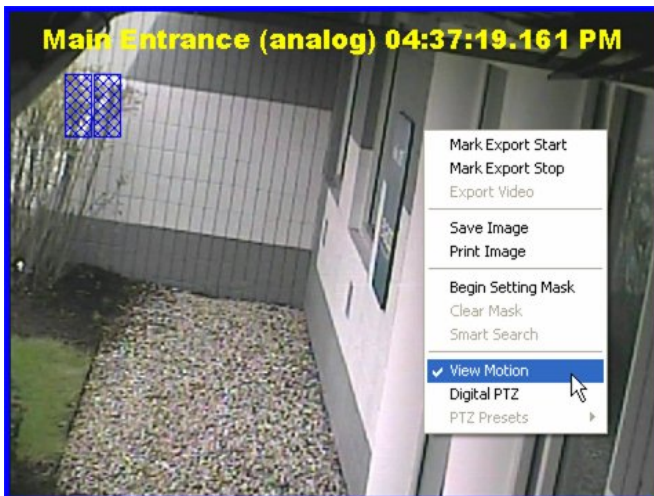 Main Entrance (analog) 04:37:19.161 PM
Mark Export Start
Mark Export Stop
Export Video
Save Image
Print Image
Begin Setting Mask
Clear Mask
Smart Search
View Motion
Digital PTZ
PTZ Presets